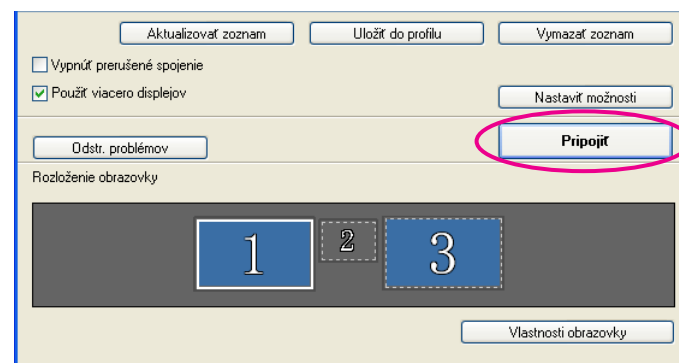 Aktualizovať zoznam Uložiť do profilu Vymazať zoznam
Vypnúť prerušené spojenie
Použiť viacero displejov
Nastaviť možnosti
Odstr. problémov Pripojiť
Rozloženie obrazovky
1 2 3
Vlastnosti obrazovky